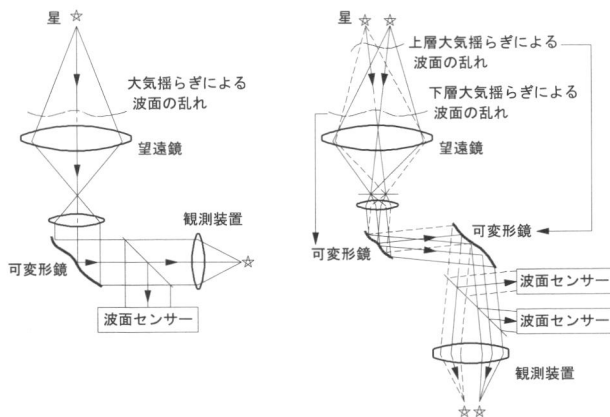 星
大気揺らぎによる
波面の乱れ
望遠鏡
観測装置
可変形鏡
波面センサー
上層大気揺らぎによる
波面の乱れ
下層大気揺らぎによる
波面の乱れ
望遠鏡
可変形鏡
可変形鏡
波面センサー
波面センサー
観測装置